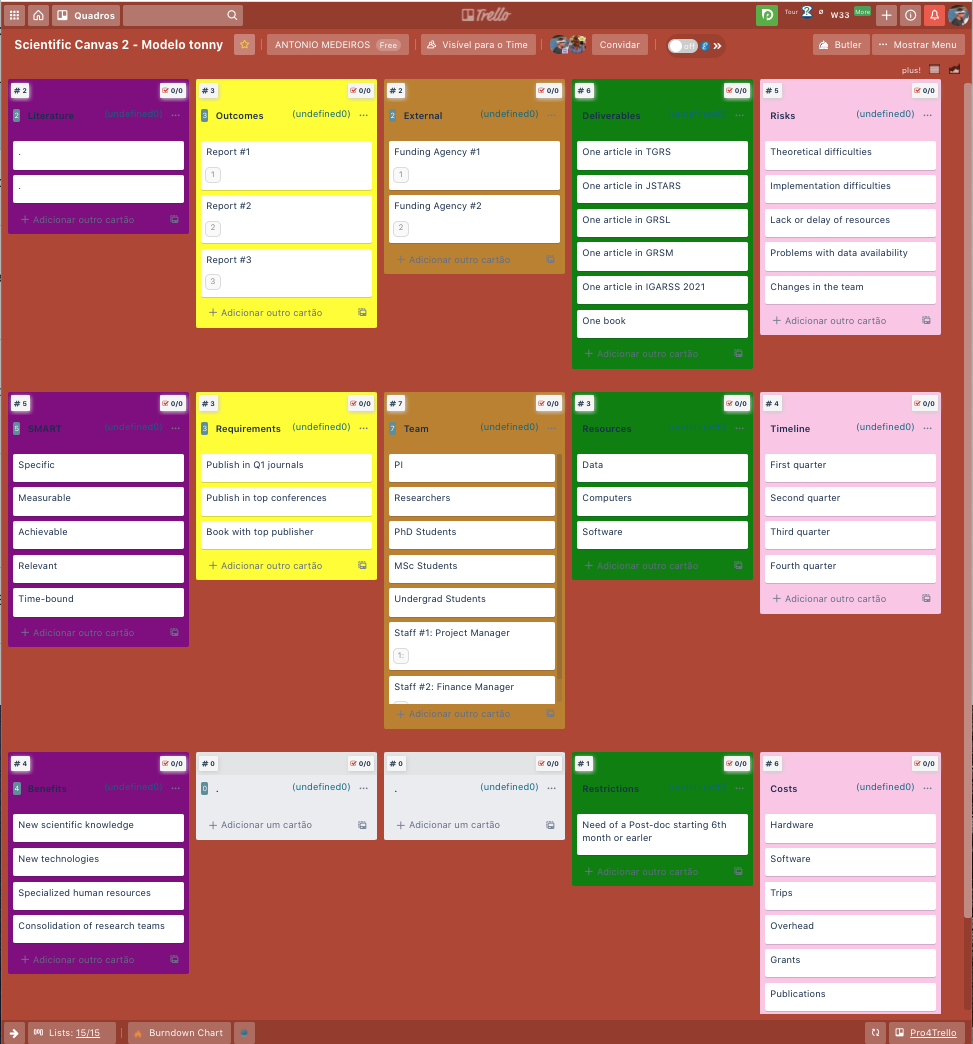 Quadros
Trello
Tour
W33
More
Scientific Canvas 2 - Modelo tonny
ANTONIO MEDEIROS Free
Visível para o Time
Convidar
off
Butler
Mostrar Menu
plus!
# 2 0/0
2 Literature (undefined0) ...
.
.
+ Adicionar outro cartão
# 3 0/0
3 Outcomes (undefined0) ...
Report #1
1
Report #2
2
Report #3
3
+ Adicionar outro cartão
# 2 0/0
2 External (undefined0) ...
Funding Agency #1
1
Funding Agency #2
2
+ Adicionar outro cartão
# 6 0/0
Deliverables (undefined0) ...
One article in TGRS
One article in JSTARS
One article in GRSL
One article in GRSM
One article in IGARSS 2021
One book
+ Adicionar outro cartão
# 5 0/0
Risks (undefined0) ...
Theoretical difficulties
Implementation difficulties
Lack or delay of resources
Problems with data availability
Changes in the team
+ Adicionar outro cartão
# 5 0/0
5 SMART (undefined0) ...
Specific
Measurable
Achievable
Relevant
Time-bound
+ Adicionar outro cartão
# 3 0/0
3 Requirements (undefined0) ...
Publish in Q1 journals
Publish in top conferences
Book with top publisher
+ Adicionar outro cartão
# 7 0/0
7 Team (undefined0) ...
PI
Researchers
PhD Students
MSc Students
Undergrad Students
Staff #1: Project Manager
1:
Staff #2: Finance Manager
+ Adicionar outro cartão
# 3 0/0
Resources (undefined0) ...
Data
Computers
Software
+ Adicionar outro cartão
# 4 0/0
Timeline (undefined0) ...
First quarter
Second quarter
Third quarter
Fourth quarter
+ Adicionar outro cartão
# 4 0/0
4 Benefits (undefined0) ...
New scientific knowledge
New technologies
Specialized human resources
Consolidation of research teams
+ Adicionar outro cartão
# 0 0/0
0 . (undefined0) ...
+ Adicionar um cartão
# 0 0/0
. (undefined0) ...
+ Adicionar um cartão
# 1 0/0
Restrictions (undefined0) ...
Need of a Post-doc starting 6th
month or earler
+ Adicionar outro cartão
# 6 0/0
Costs (undefined0) ...
Hardware
Software
Trips
Overhead
Grants
Publications
Lists: 15/15
Burndown Chart
Pro4Trello